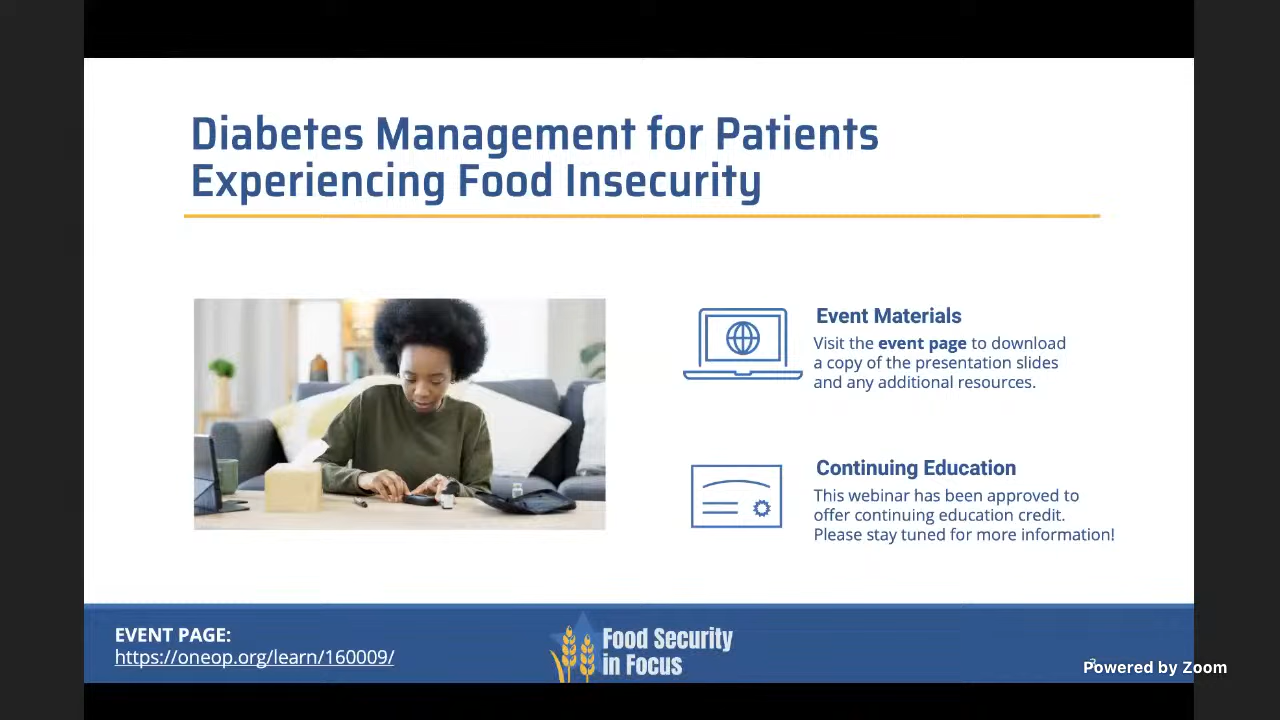 Diabetes Management for Patients
Experiencing Food Insecurity
Event Materials
Visit the event page to download
a copy of the presentation slides
and any additional resources.
Continuing Education
This webinar has been approved to
offer continuing education credit.
Please stay tuned for more information!
EVENT PAGE:
https://oneop.org/learn/160009/
Food Security
in Focus
Powered by Zoom